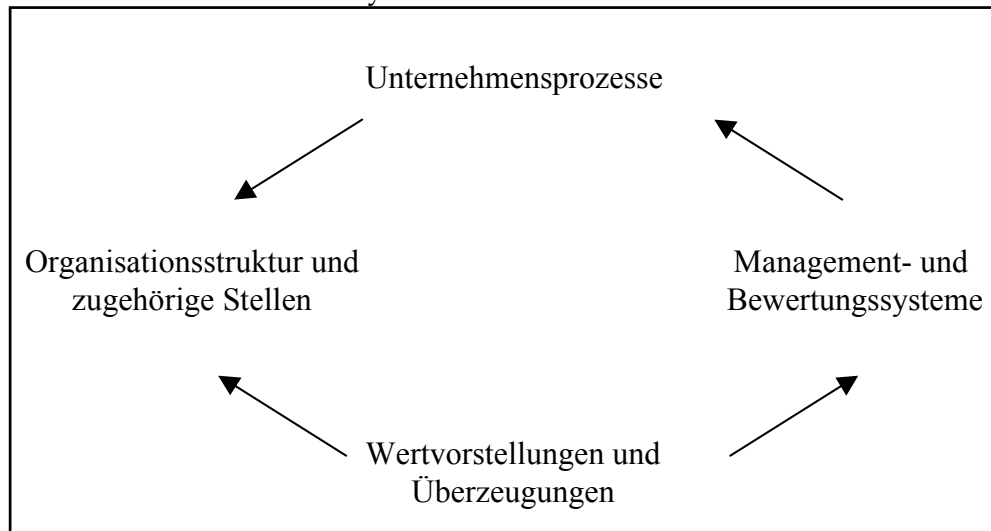 Unternehmensprozesse
Organisationsstruktur und
zugehörige Stellen
Management- und
Bewertungssysteme
Wertvorstellungen und
Überzeugungen